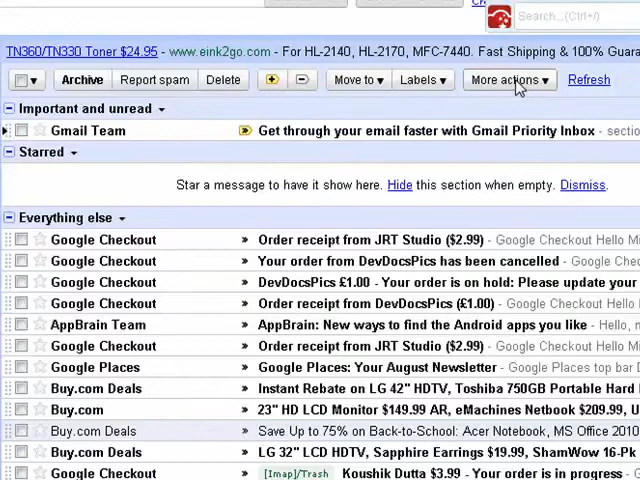 Search...(Ctrl+/)
TN360/TN330 Toner $24.95 - www.eink2go.com - For HL-2140, HL-2170, MFC-7440. Fast Shipping & 100% Guara
Archive Report spam Delete Move to ▾ Labels ▾ More actions ▾ Refresh
Important and unread
Gmail Team Get through your email faster with Gmail Priority Inbox - sectio
Starred
Star a message to have it show here. Hide this section when empty. Dismiss.
Everything else
Google Checkout » Order receipt from JRT Studio ($2.99) - Google Checkout Hello Mi
Google Checkout » Your order from DevDocsPics has been cancelled - Google Che
Google Checkout » DevDocsPics £1.00 - Your order is on hold: Please update your
Google Checkout » Order receipt from DevDocsPics (£1.00) - Google Checkout Hello
AppBrain Team » AppBrain: New ways to find the Android apps you like - Hello, n
Google Checkout » Order receipt from JRT Studio ($2.99) - Google Checkout Hello Mi
Google Places » Google Places: Your August Newsletter - Google Places top bar D
Buy.com Deals » Instant Rebate on LG 42" HDTV, Toshiba 750GB Portable Hard
Buy.com » 23" HD LCD Monitor $149.99 AR, eMachines Netbook $209.99, U
Buy.com Deals » Save Up to 75% on Back-to-School: Acer Notebook, MS Office 2010
Buy.com Deals » LG 32" HDTV, Sapphire Earrings $19.99, ShamWow 16-Pk
Google Checkout [Imap]/Trash Koushik Dutta $3.99 - Your order is in progress -